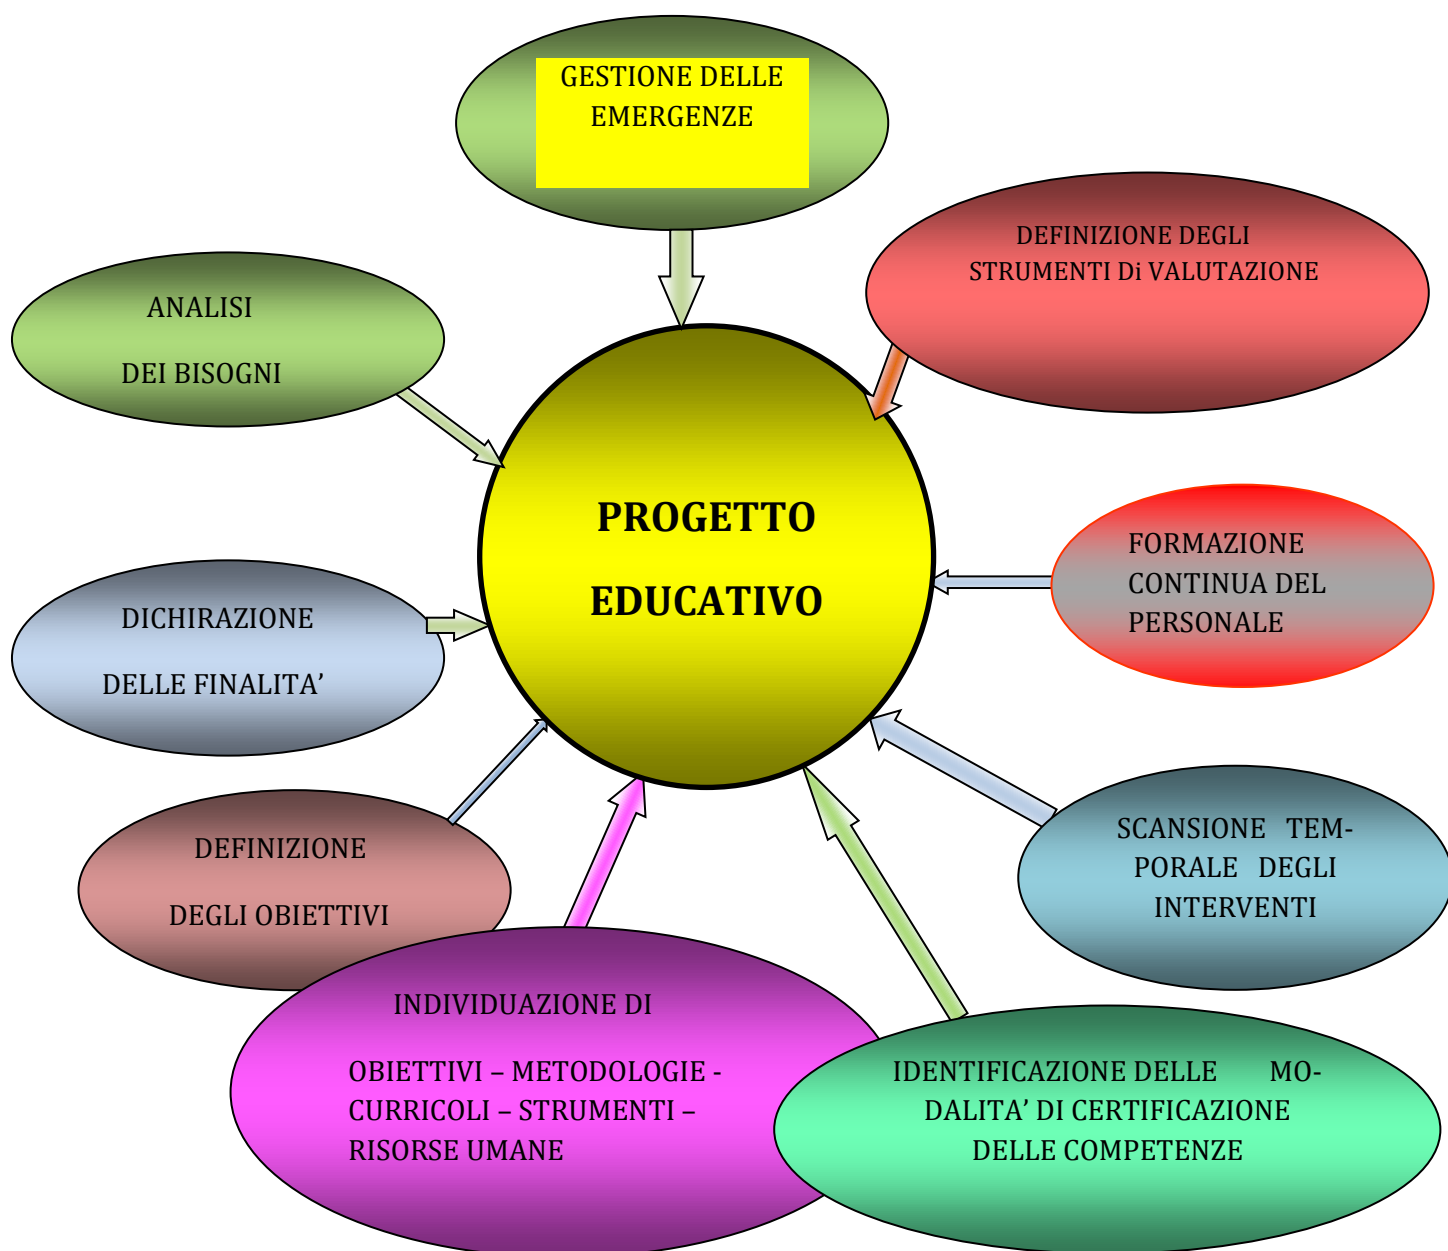 GESTIONE DELLE
EMERGENZE
DEFINIZIONE DEGLI
STRUMENTI Di VALUTAZIONE
ANALISI
DEI BISOGNI
PROGETTO
EDUCATIVO
FORMAZIONE
CONTINUA DEL
PERSONALE
DICHIRAZIONE
DELLE FINALITA’
SCANSIONE TEM-
PORALE DEGLI
INTERVENTI
DEFINIZIONE
DEGLI OBIETTIVI
INDIVIDUAZIONE DI
OBIETTIVI – METODOLOGIE -
CURRICOLI – STRUMENTI –
RISORSE UMANE
IDENTIFICAZIONE DELLE MO-
DALITA’ DI CERTIFICAZIONE
DELLE COMPETENZE